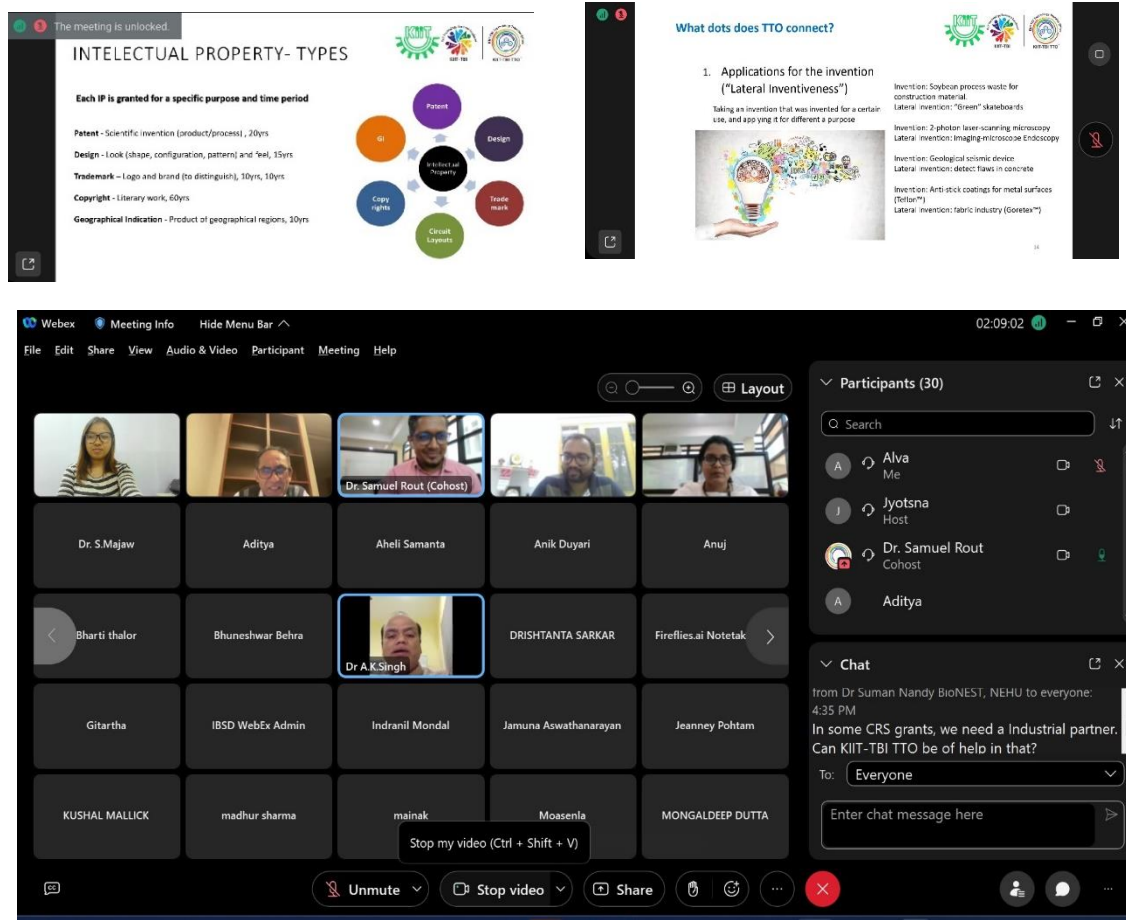 The meeting is unlocked.
INTELECTUAL PROPERTY- TYPES
KIIT
KIIT-TBI
KIIT-TBI TTO
Each IP is granted for a specific purpose and time period
Patent - Scientific invention (product/process) , 20yrs
Design - Look (shape, configuration, pattern) and feel, 15yrs
Trademark – Logo and brand (to distinguish), 10yrs, 10yrs
Copyright - Literary work, 60yrs
Geographical Indication - Product of geographical regions, 10yrs
Patent
GI
Design
Intellectual
Property
Copy
rights
Trade
mark
Circuit
Layouts
What dots does TTO connect?
KIIT
KIIT-TBI
KIIT-TBI TTO
1. Applications for the invention
("Lateral Inventiveness")
Taking an invention that was invented for a certain
use, and applying it for different a purpose
Invention: Soybean process waste for
construction material.
Lateral invention: "Green" skateboards
Invention: 2-photon laser-scanning microscopy
Lateral Invention: Imaging-microscope Endoscopy
Invention: Geological seismic device
Lateral invention: detect flaws in concrete
Invention: Anti-stick coatings for metal surfaces
(Teflon™)
Lateral invention: fabric industry (Goretex™)
Webex
Meeting Info
Hide Menu Bar
02:09:02
File Edit Share View Audio & Video Participant Meeting Help
Layout
Dr. Samuel Rout (Cohost)
Dr. S.Majaw
Aditya
Aheli Samanta
Anik Duyari
Anuj
Bharti thalor
Bhuneshwar Behra
Dr A.K.Singh
DRISHTANTA SARKAR
Fireflies.ai Notetak
Gitartha
IBSD WebEx Admin
Indranil Mondal
Jamuna Aswathanarayan
Jeanney Pohtam
KUSHAL MALLICK
madhur sharma
mainak
Moasenla
MONGALDEEP DUTTA
Stop my video (Ctrl + Shift + V)
CC
Unmute
Stop video
Share
Participants (30)
Search
A
Alva
Me
J
Jyotsna
Host
Dr. Samuel Rout
Cohost
A
Aditya
Chat
from Dr Suman Nandy BioNEST, NEHU to everyone:
4:35 PM
In some CRS grants, we need a Industrial partner.
Can KIIT-TBI TTO be of help in that?
To: Everyone
Enter chat message here